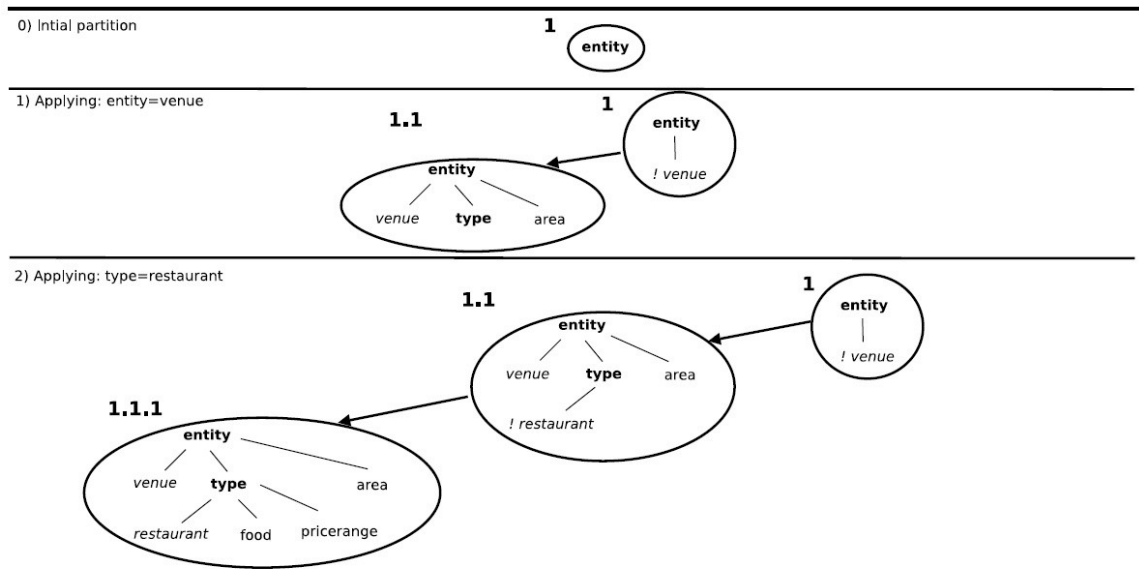 0) Intial partition
1
entity
1) Applying: entity=venue
1
1.1
entity
! venue
entity
venue type area
2) Applying: type=restaurant
1
1.1
entity
entity
! venue
venue type area
1.1.1
! restaurant
entity
venue type area
restaurant food pricerange